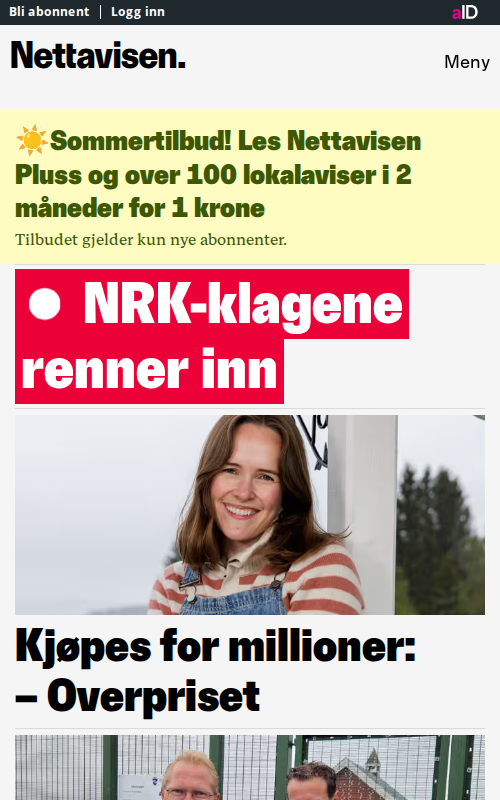 Bli abonnent | Logg inn
aID
Nettavisen.
Meny
☀️Sommertilbud! Les Nettavisen
Pluss og over 100 lokalaviser i 2
måneder for 1 krone
Tilbudet gjelder kun nye abonnenter.
NRK-klagene
renner inn
Kjøpes for millioner:
– Overpriset